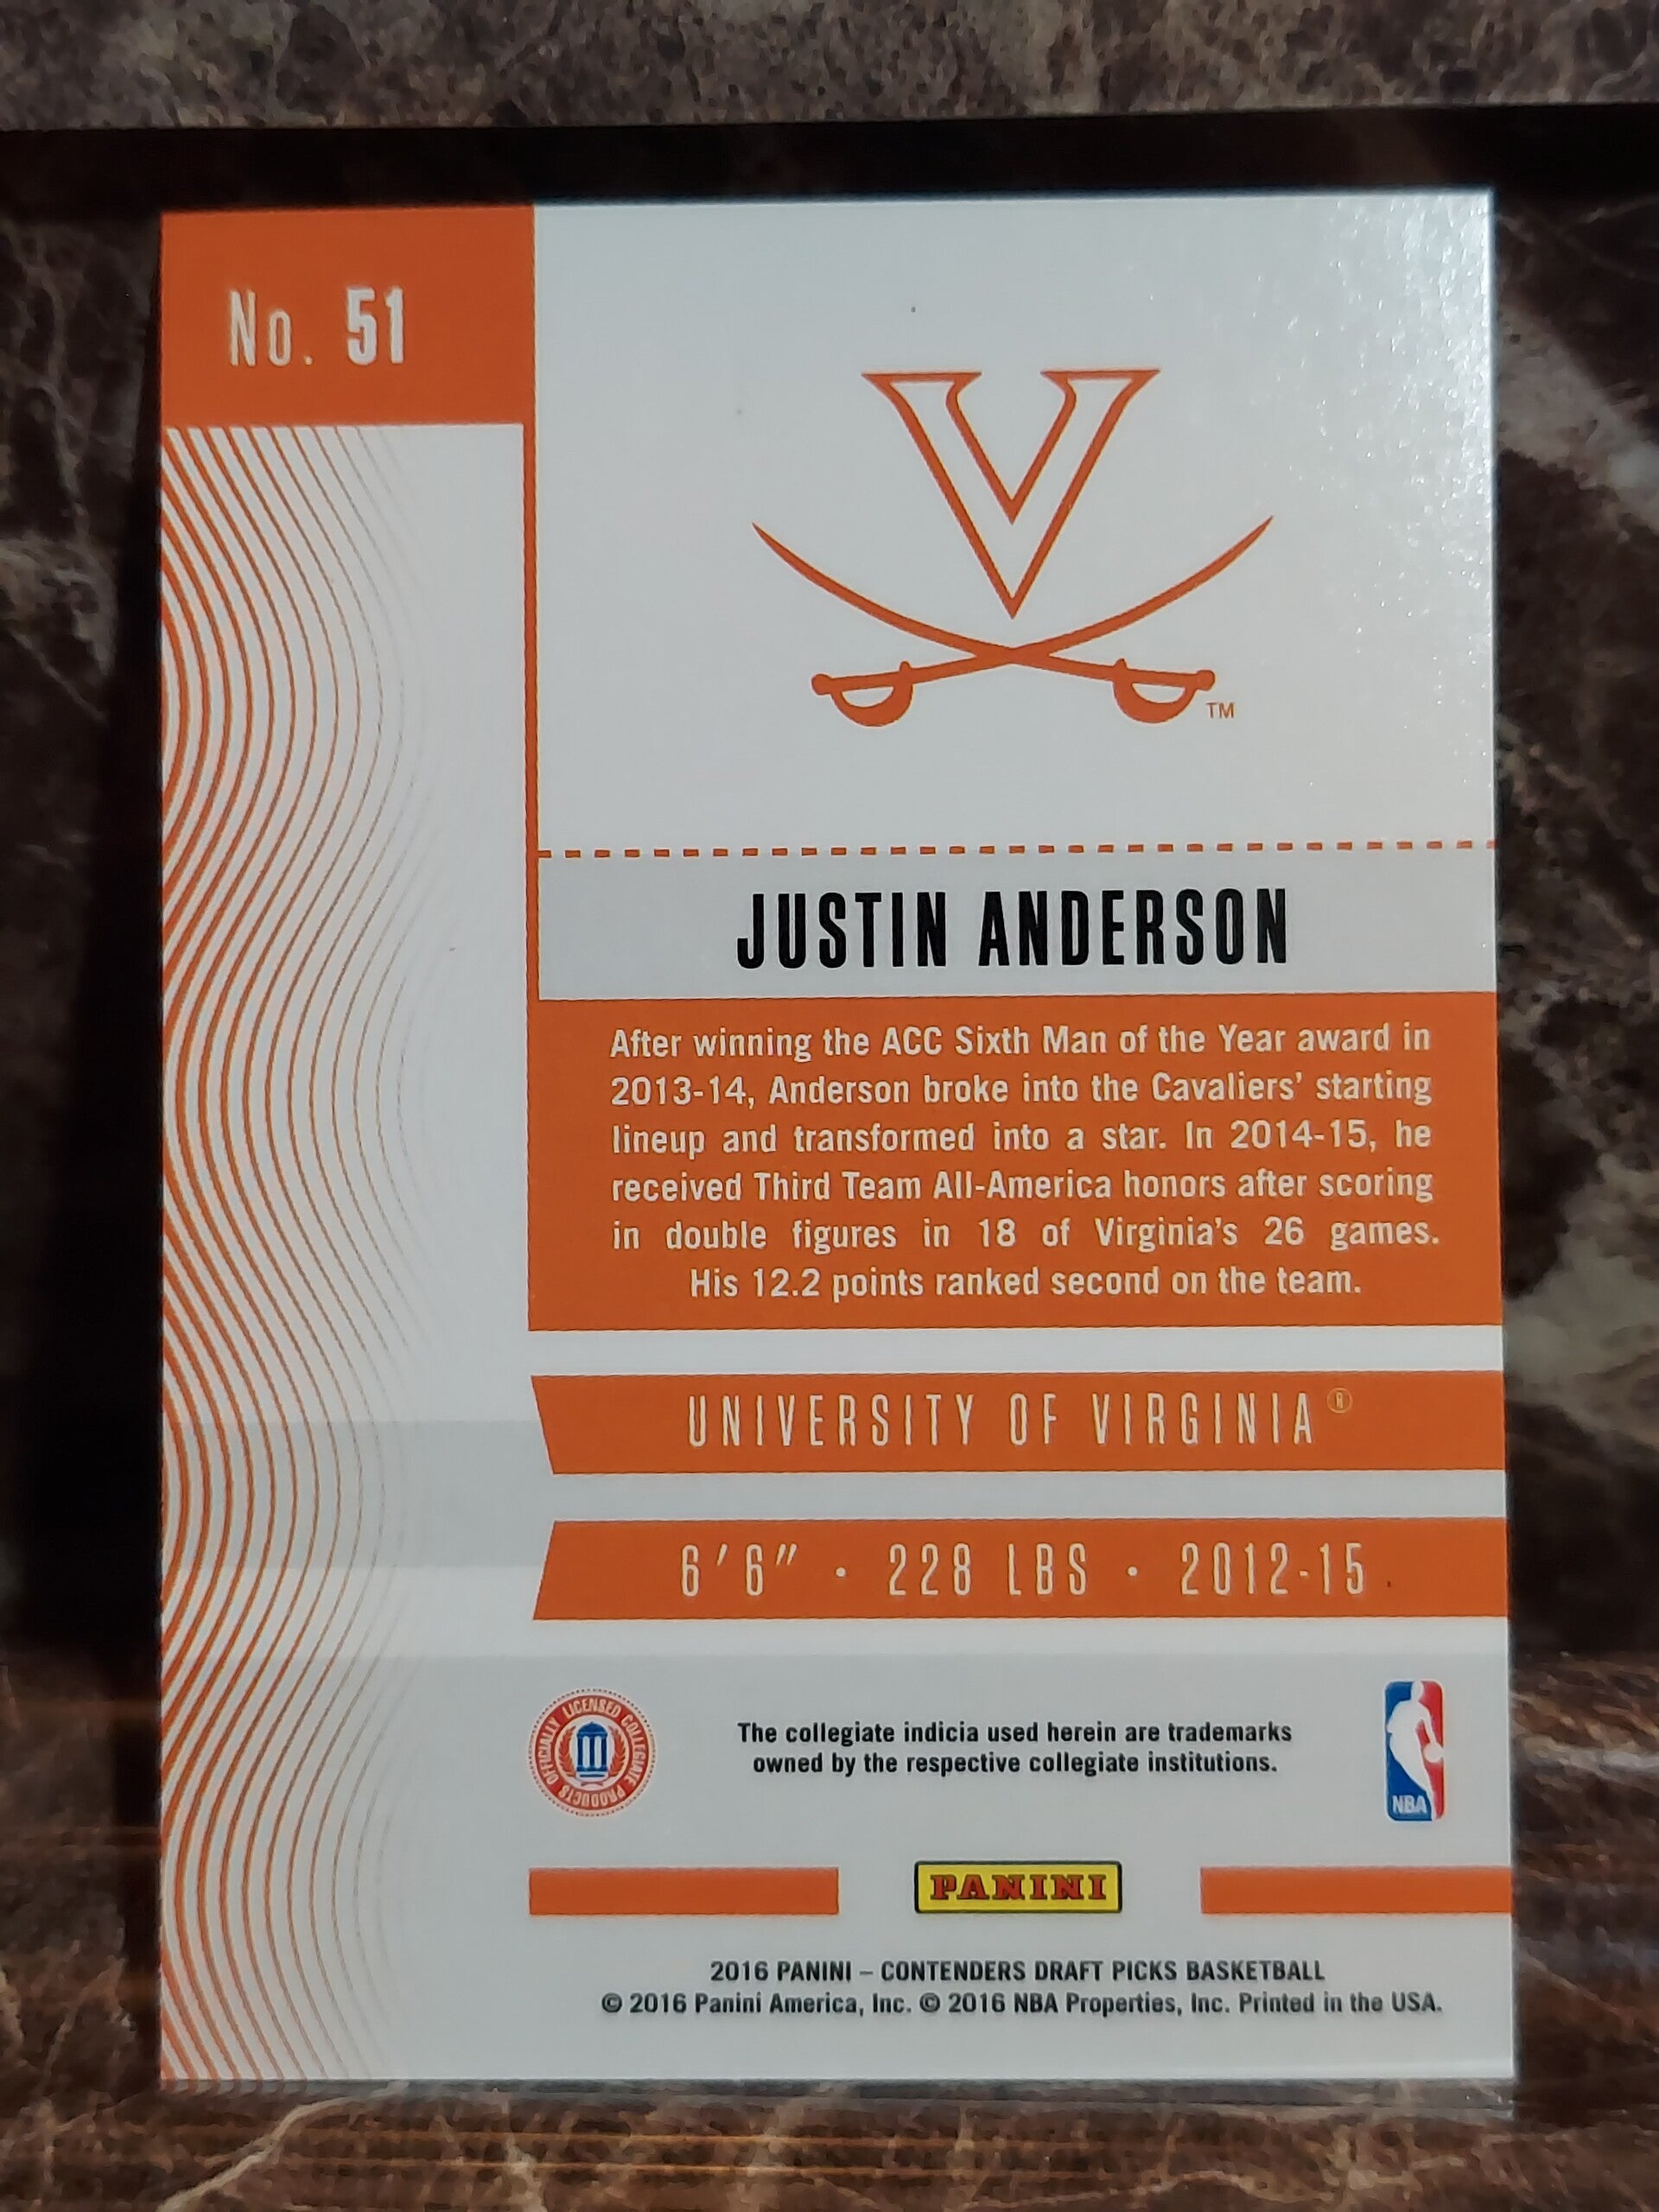 No. 51
V
TM
JUSTIN ANDERSON
After winning the ACC Sixth Man of the Year award in
2013-14, Anderson broke into the Cavaliers' starting
lineup and transformed into a star. In 2014-15, he
received Third Team All-America honors after scoring
in double figures in 18 of Virginia's 26 games.
His 12.2 points ranked second on the team.
UNIVERSITY OF VIRGINIA®
6'6" • 228 LBS • 2012-15
OFFICIALLY LICENSED COLLEGIATE PRODUCTS
The collegiate indicia used herein are trademarks
owned by the respective collegiate institutions.
NBA
PANINI
2016 PANINI – CONTENDERS DRAFT PICKS BASKETBALL
© 2016 Panini America, Inc. © 2016 NBA Properties, Inc. Printed in the USA.